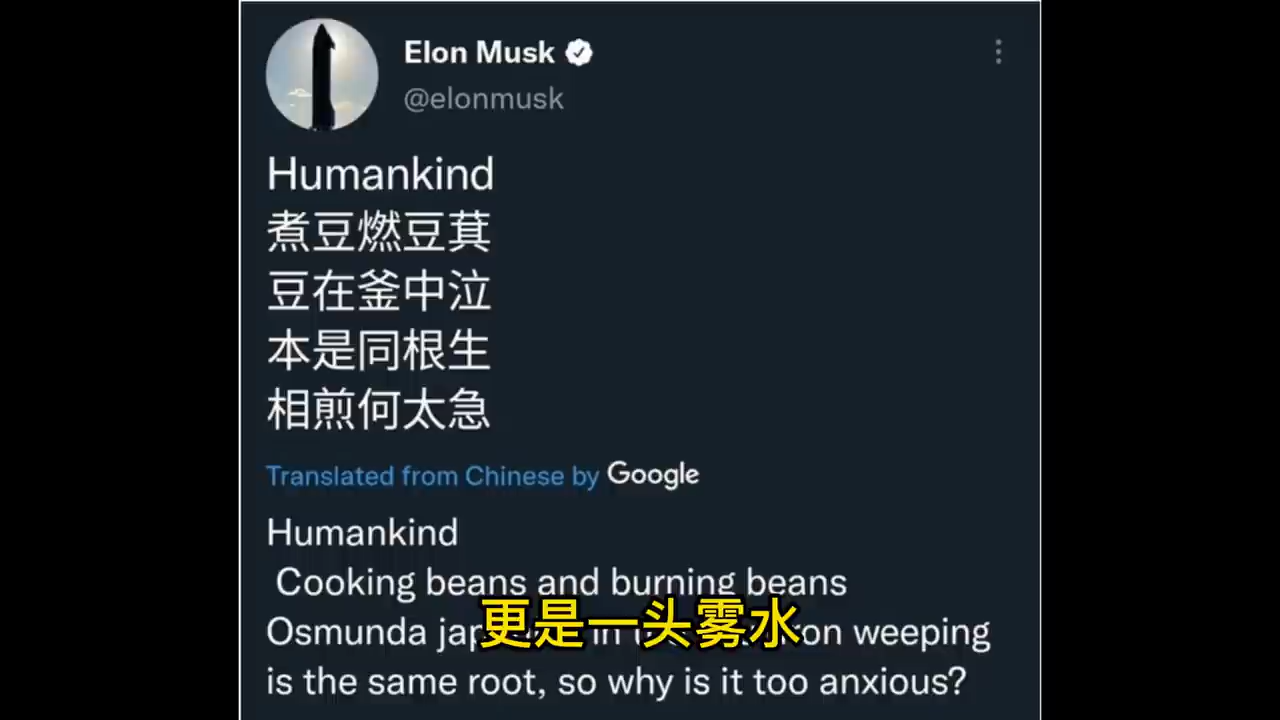 Elon Musk
@elonmusk
Humankind
煮豆燃豆萁
豆在釜中泣
本是同根生
相煎何太急
Translated from Chinese by Google
Humankind
Cooking beans and burning beans
Osmunda in weeping
更是一头雾水
is the same root, so why is it too anxious?